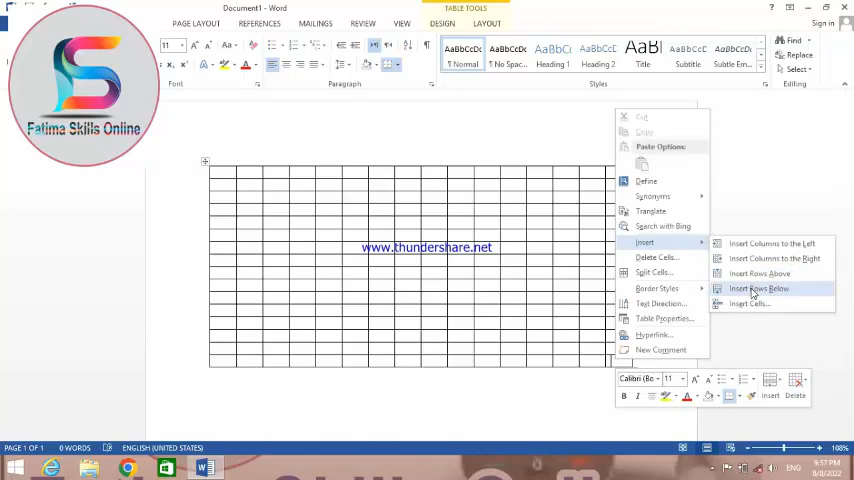 Document1 - Word
TABLE TOOLS
Sign in
PAGE LAYOUT
REFERENCES
MAILINGS
REVIEW
VIEW
DESIGN
LAYOUT
11
Aa
AaBbCcDc
AaBbCcDc
AaBbCc
AaBbCcC
AaBl
AaBbCcD
AaBbCcDc
¶ Normal
¶ No Spac...
Heading 1
Heading 2
Title
Subtitle
Subtle Em...
Find
Replace
Select
Font
Paragraph
Styles
Editing
Fatima Skills Online
www.thundershare.net
Cut
Copy
Paste Options:
Define
Synonyms
Translate
Search with Bing
Insert
Delete Cells...
Split Cells...
Border Styles
Text Direction...
Table Properties...
Hyperlink...
New Comment
Insert Columns to the Left
Insert Columns to the Right
Insert Rows Above
Insert Rows Below
Insert Cells...
Calibri (Bo
11
B I
Insert
Delete
PAGE 1 OF 1
0 WORDS
ENGLISH (UNITED STATES)
108%
ENG
9:57 PM
8/8/2022